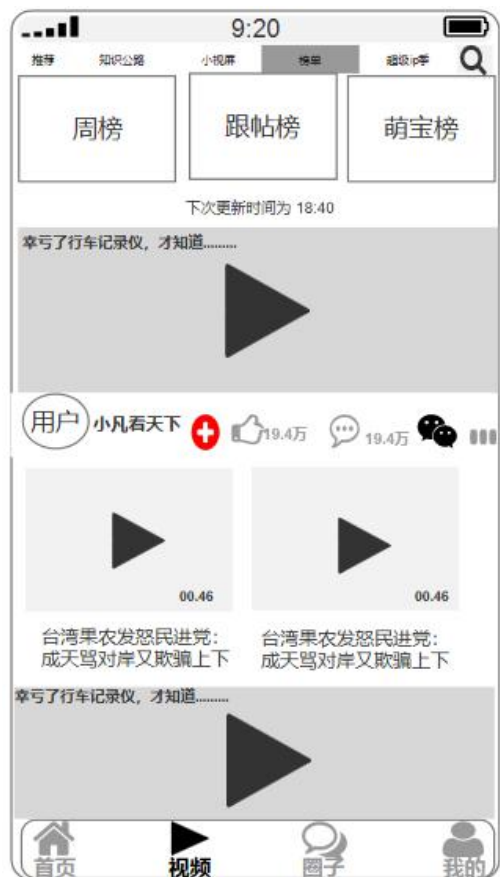 9:20
推荐 知识公路 小视屏 榜单 超级ip季
周榜 跟帖榜 萌宝榜
下次更新时间为 18:40
幸亏了行车记录仪，才知道.........
用户 小凡看天下 19.4万 19.4万
00.46 00.46
台湾果农发怒民进党：
成天骂对岸又欺骗上下
台湾果农发怒民进党：
成天骂对岸又欺骗上下
幸亏了行车记录仪，才知道.........
首页 视频 圈子 我的